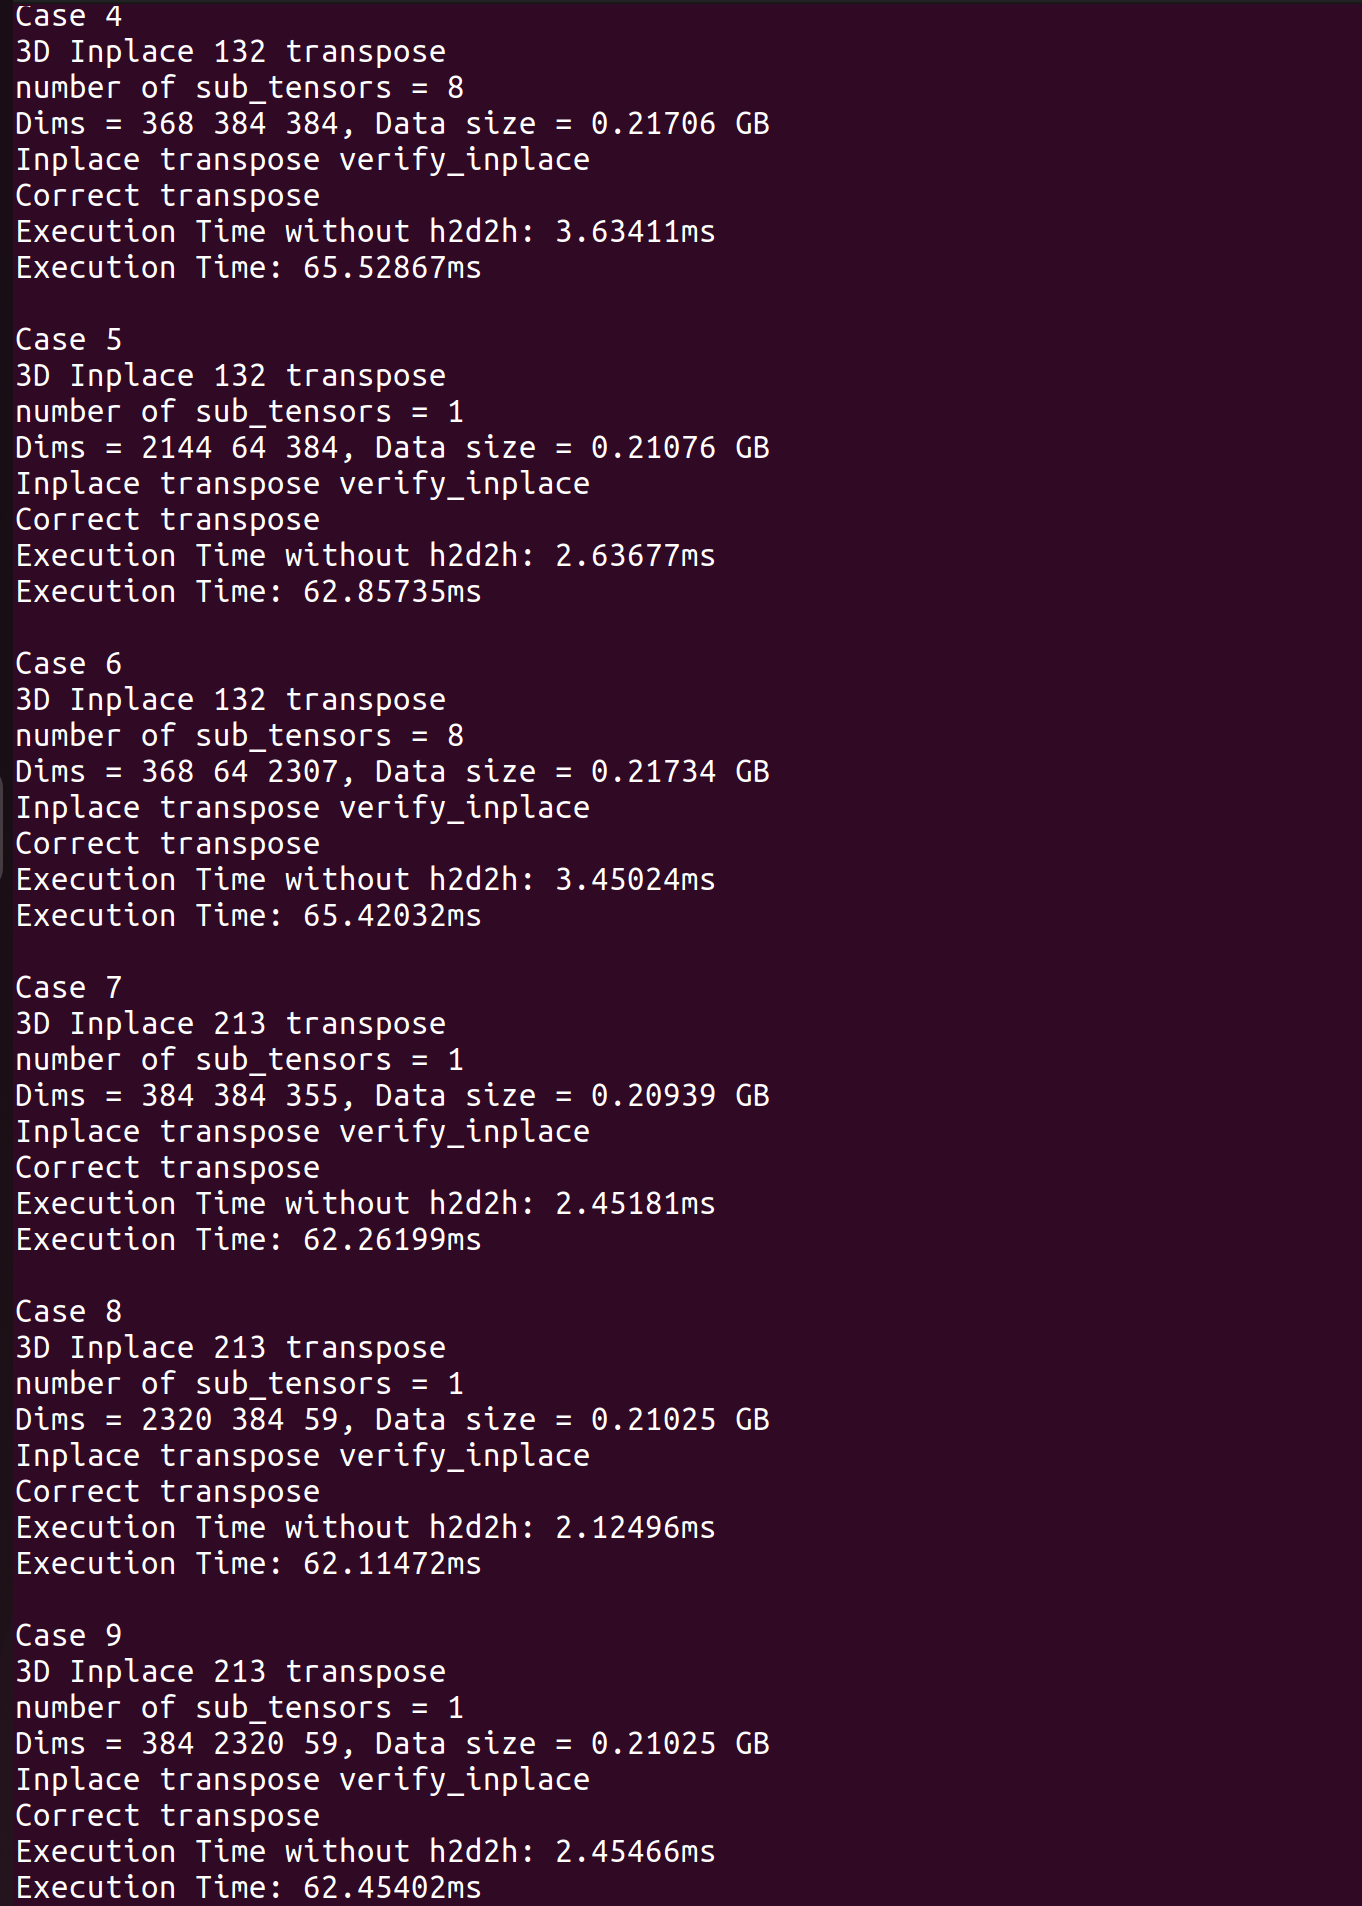 Case 4
3D Inplace 132 transpose
number of sub_tensors = 8
Dims = 368 384 384, Data size = 0.21706 GB
Inplace transpose verify_inplace
Correct transpose
Execution Time without h2d2h: 3.63411ms
Execution Time: 65.52867ms

Case 5
3D Inplace 132 transpose
number of sub_tensors = 1
Dims = 2144 64 384, Data size = 0.21076 GB
Inplace transpose verify_inplace
Correct transpose
Execution Time without h2d2h: 2.63677ms
Execution Time: 62.85735ms

Case 6
3D Inplace 132 transpose
number of sub_tensors = 8
Dims = 368 64 2307, Data size = 0.21734 GB
Inplace transpose verify_inplace
Correct transpose
Execution Time without h2d2h: 3.45024ms
Execution Time: 65.42032ms

Case 7
3D Inplace 213 transpose
number of sub_tensors = 1
Dims = 384 384 355, Data size = 0.20939 GB
Inplace transpose verify_inplace
Correct transpose
Execution Time without h2d2h: 2.45181ms
Execution Time: 62.26199ms

Case 8
3D Inplace 213 transpose
number of sub_tensors = 1
Dims = 2320 384 59, Data size = 0.21025 GB
Inplace transpose verify_inplace
Correct transpose
Execution Time without h2d2h: 2.12496ms
Execution Time: 62.11472ms

Case 9
3D Inplace 213 transpose
number of sub_tensors = 1
Dims = 384 2320 59, Data size = 0.21025 GB
Inplace transpose verify_inplace
Correct transpose
Execution Time without h2d2h: 2.45466ms
Execution Time: 62.45402ms